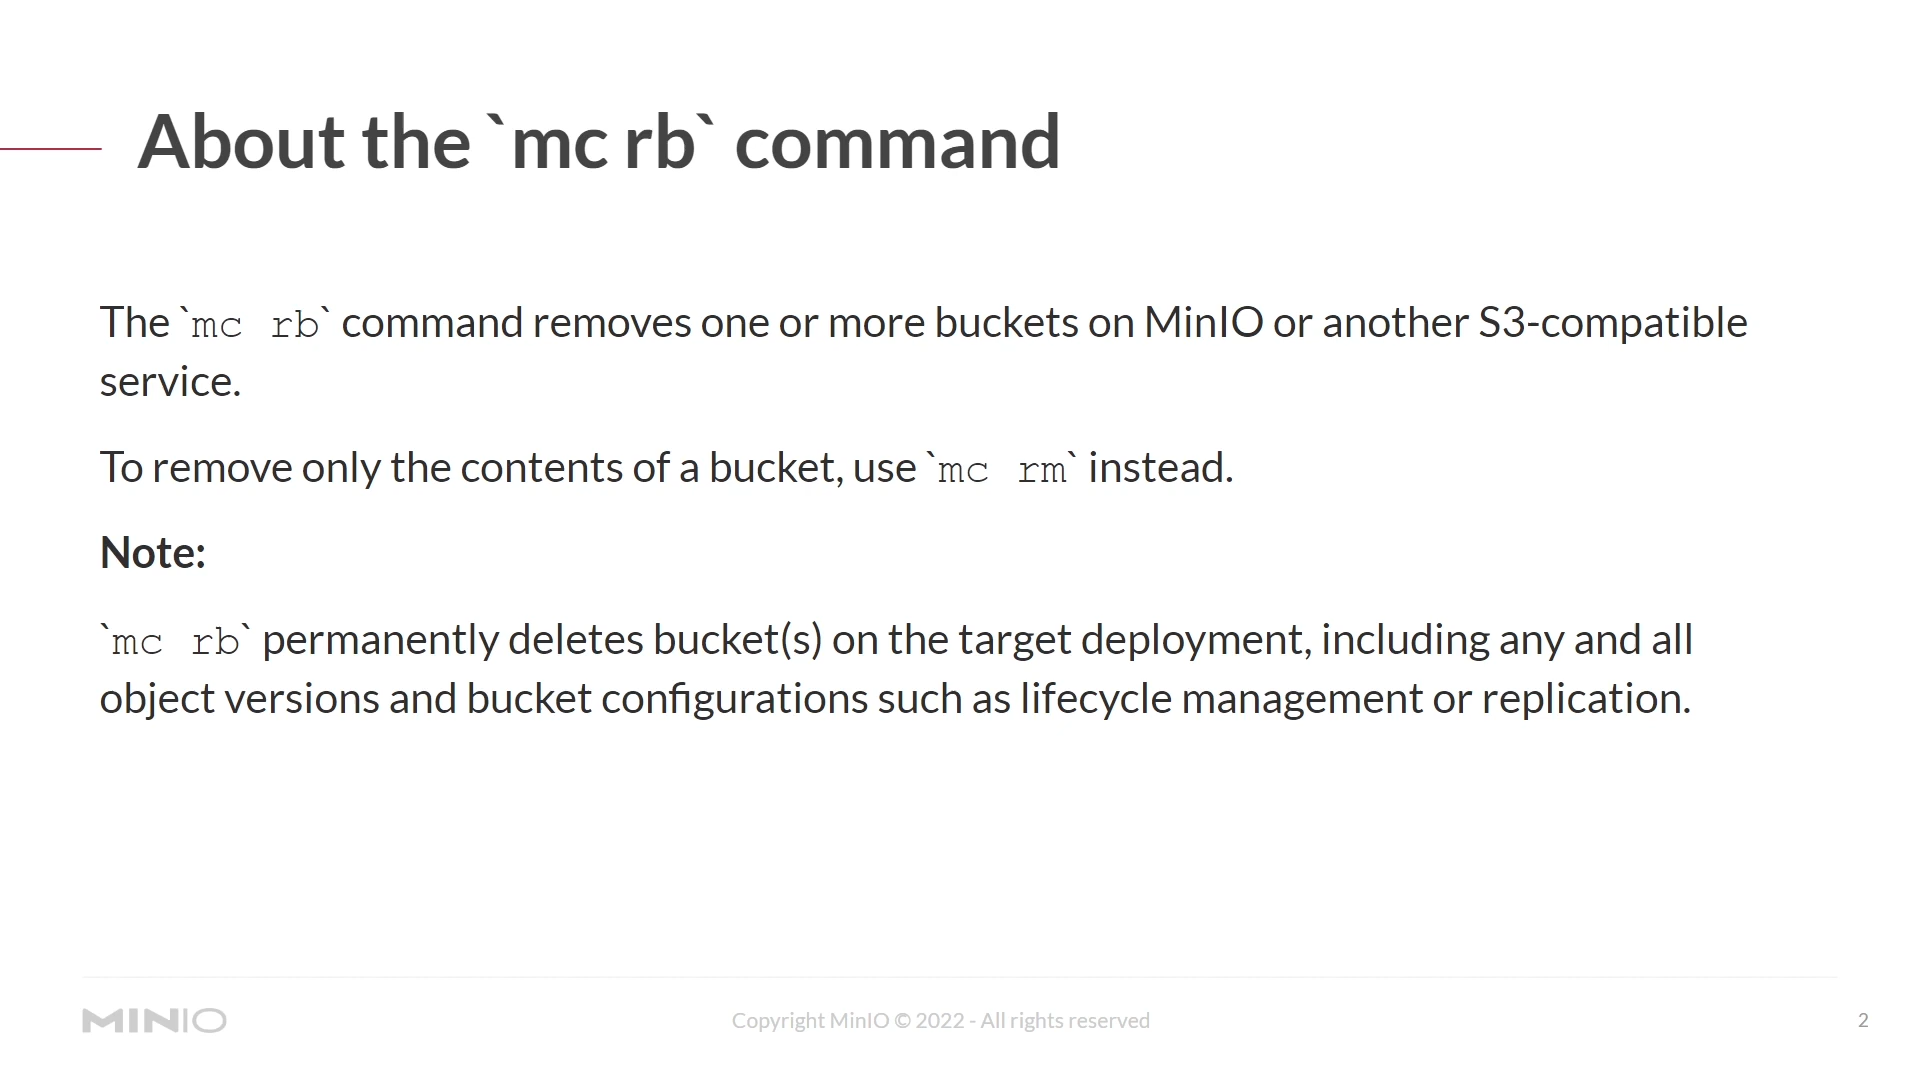 About the `mc rb` command
The `mc rb` command removes one or more buckets on MinIO or another S3-compatible
service.
To remove only the contents of a bucket, use `mc rm` instead.
Note:
`mc rb` permanently deletes bucket(s) on the target deployment, including any and all
object versions and bucket configurations such as lifecycle management or replication.
MINIO
Copyright MinIO © 2022 - All rights reserved
2